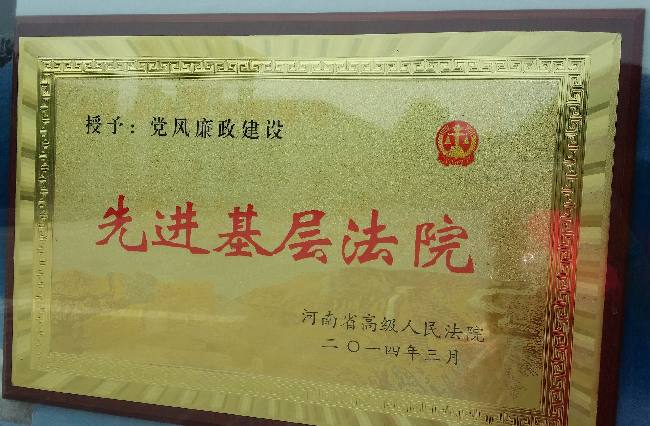 授予：党风廉政建设
先进基层法院
河南省高级人民法院
二〇一四年三月